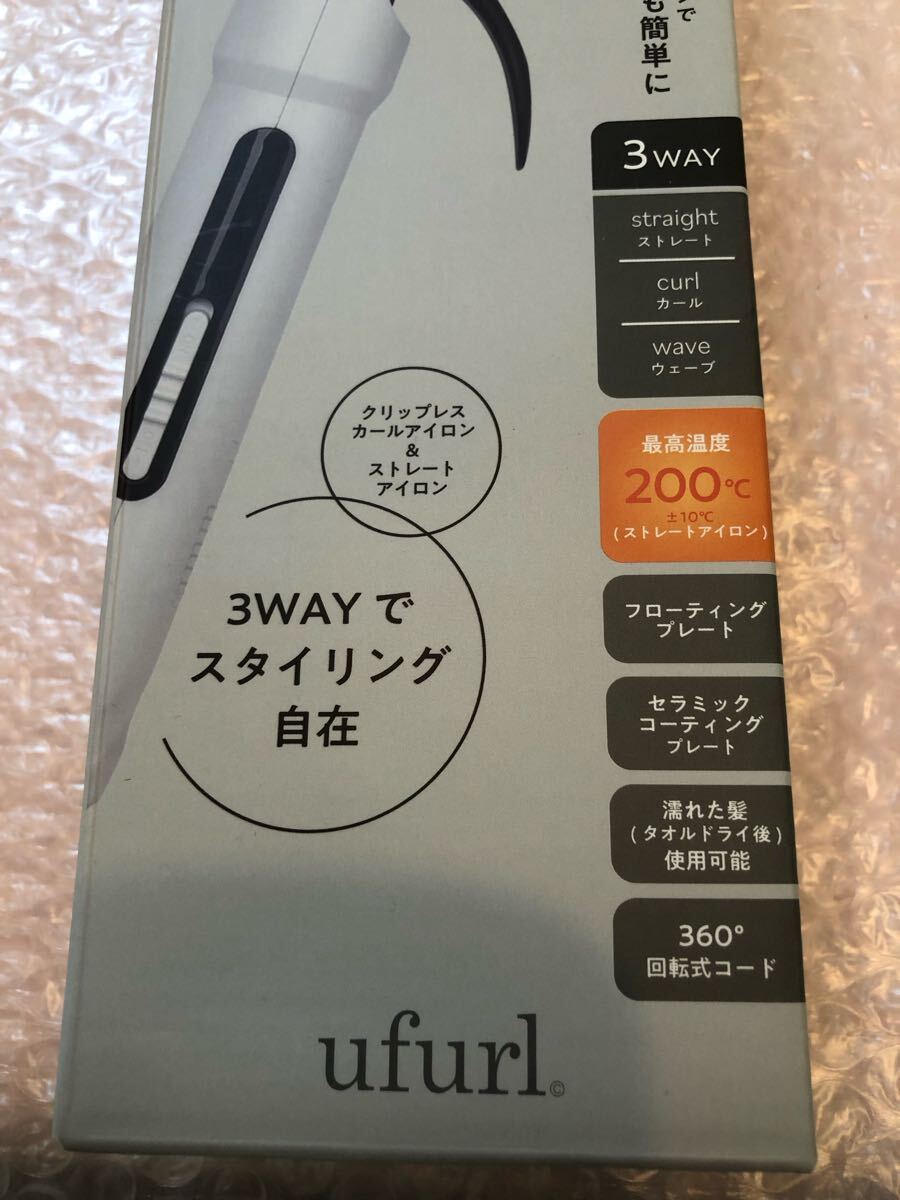 も簡単に
3WAY
straight
ストレート
curl
カール
wave
ウェーブ
クリップレス
カールアイロン
&
ストレート
アイロン
最高温度
200℃
±10℃
(ストレートアイロン)
3WAYで
スタイリング
自在
フローティング
プレート
セラミック
コーティング
プレート
濡れた髪
(タオルドライ後)
使用可能
360°
回転式コード
ufurl©